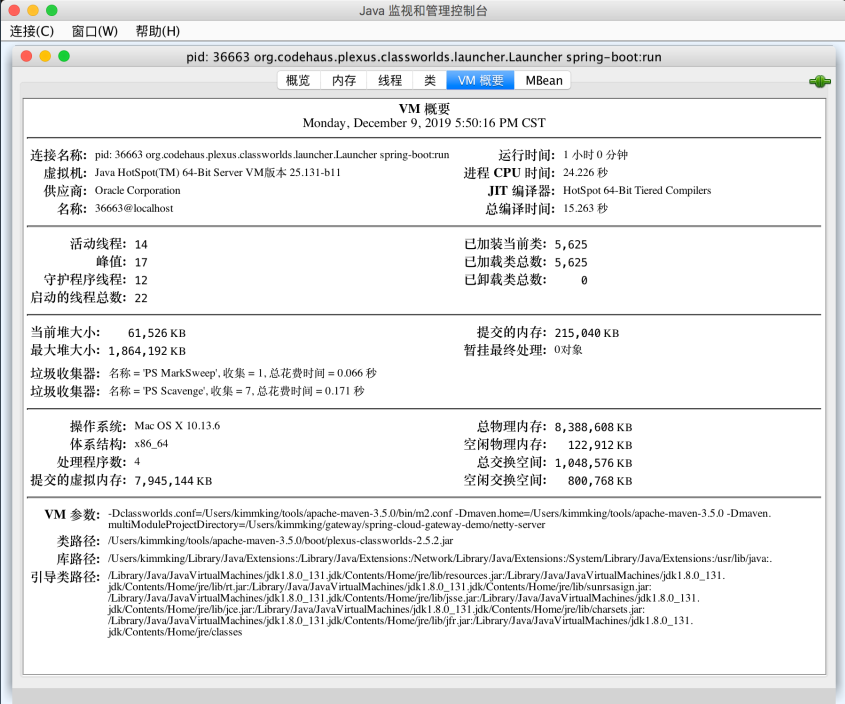 Java 监视和管理控制台
连接(C) 窗口(W) 帮助(H)
pid: 36663 org.codehaus.plexus.classworlds.launcher.Launcher spring-boot:run
概览 内存 线程 类 VM 概要 MBean
VM 概要
Monday, December 9, 2019 5:50:16 PM CST
连接名称: pid: 36663 org.codehaus.plexus.classworlds.launcher.Launcher spring-boot:run 运行时间: 1 小时 0 分钟
虚拟机: Java HotSpot(TM) 64-Bit Server VM版本 25.131-b11 进程 CPU 时间: 24.226 秒
供应商: Oracle Corporation JIT 编译器: HotSpot 64-Bit Tiered Compilers
名称: 36663@localhost 总编译时间: 15.263 秒
活动线程: 14 已加装当前类: 5,625
峰值: 17 已加载类总数: 5,625
守护程序线程: 12 已卸载类总数: 0
启动的线程总数: 22
当前堆大小: 61,526 KB 提交的内存: 215,040 KB
最大堆大小: 1,864,192 KB 暂挂最终处理: 0对象
垃圾收集器: 名称 = 'PS MarkSweep', 收集 = 1, 总花费时间 = 0.066 秒
垃圾收集器: 名称 = 'PS Scavenge', 收集 = 7, 总花费时间 = 0.171 秒
操作系统: Mac OS X 10.13.6 总物理内存: 8,388,608 KB
体系结构: x86_64 空闲物理内存: 122,912 KB
处理程序数: 4 总交换空间: 1,048,576 KB
提交的虚拟内存: 7,945,144 KB 空闲交换空间: 800,768 KB
VM 参数: -Dclassworlds.conf=/Users/kimmking/tools/apache-maven-3.5.0/bin/m2.conf -Dmaven.home=/Users/kimmking/tools/apache-maven-3.5.0 -Dmaven.
multiModuleProjectDirectory=/Users/kimmking/gateway/spring-cloud-gateway-demo/netty-server
类路径: /Users/kimmking/tools/apache-maven-3.5.0/boot/plexus-classworlds-2.5.2.jar
库路径: /Users/kimmking/Library/Java/Extensions:/Library/Java/Extensions:/Network/Library/Java/Extensions:/System/Library/Java/Extensions:/usr/lib/java:.
引导类路径: /Library/Java/JavaVirtualMachines/jdk1.8.0_131.jdk/Contents/Home/jre/lib/resources.jar:/Library/Java/JavaVirtualMachines/jdk1.8.0_131.
jdk/Contents/Home/jre/lib/rt.jar:/Library/Java/JavaVirtualMachines/jdk1.8.0_131.jdk/Contents/Home/jre/lib/sunrsasign.jar:
/Library/Java/JavaVirtualMachines/jdk1.8.0_131.jdk/Contents/Home/jre/lib/jsse.jar:/Library/Java/JavaVirtualMachines/jdk1.8.0_131.
jdk/Contents/Home/jre/lib/jce.jar:/Library/Java/JavaVirtualMachines/jdk1.8.0_131.jdk/Contents/Home/jre/lib/charsets.jar:
/Library/Java/JavaVirtualMachines/jdk1.8.0_131.jdk/Contents/Home/jre/lib/jfr.jar:/Library/Java/JavaVirtualMachines/jdk1.8.0_131.
jdk/Contents/Home/jre/classes